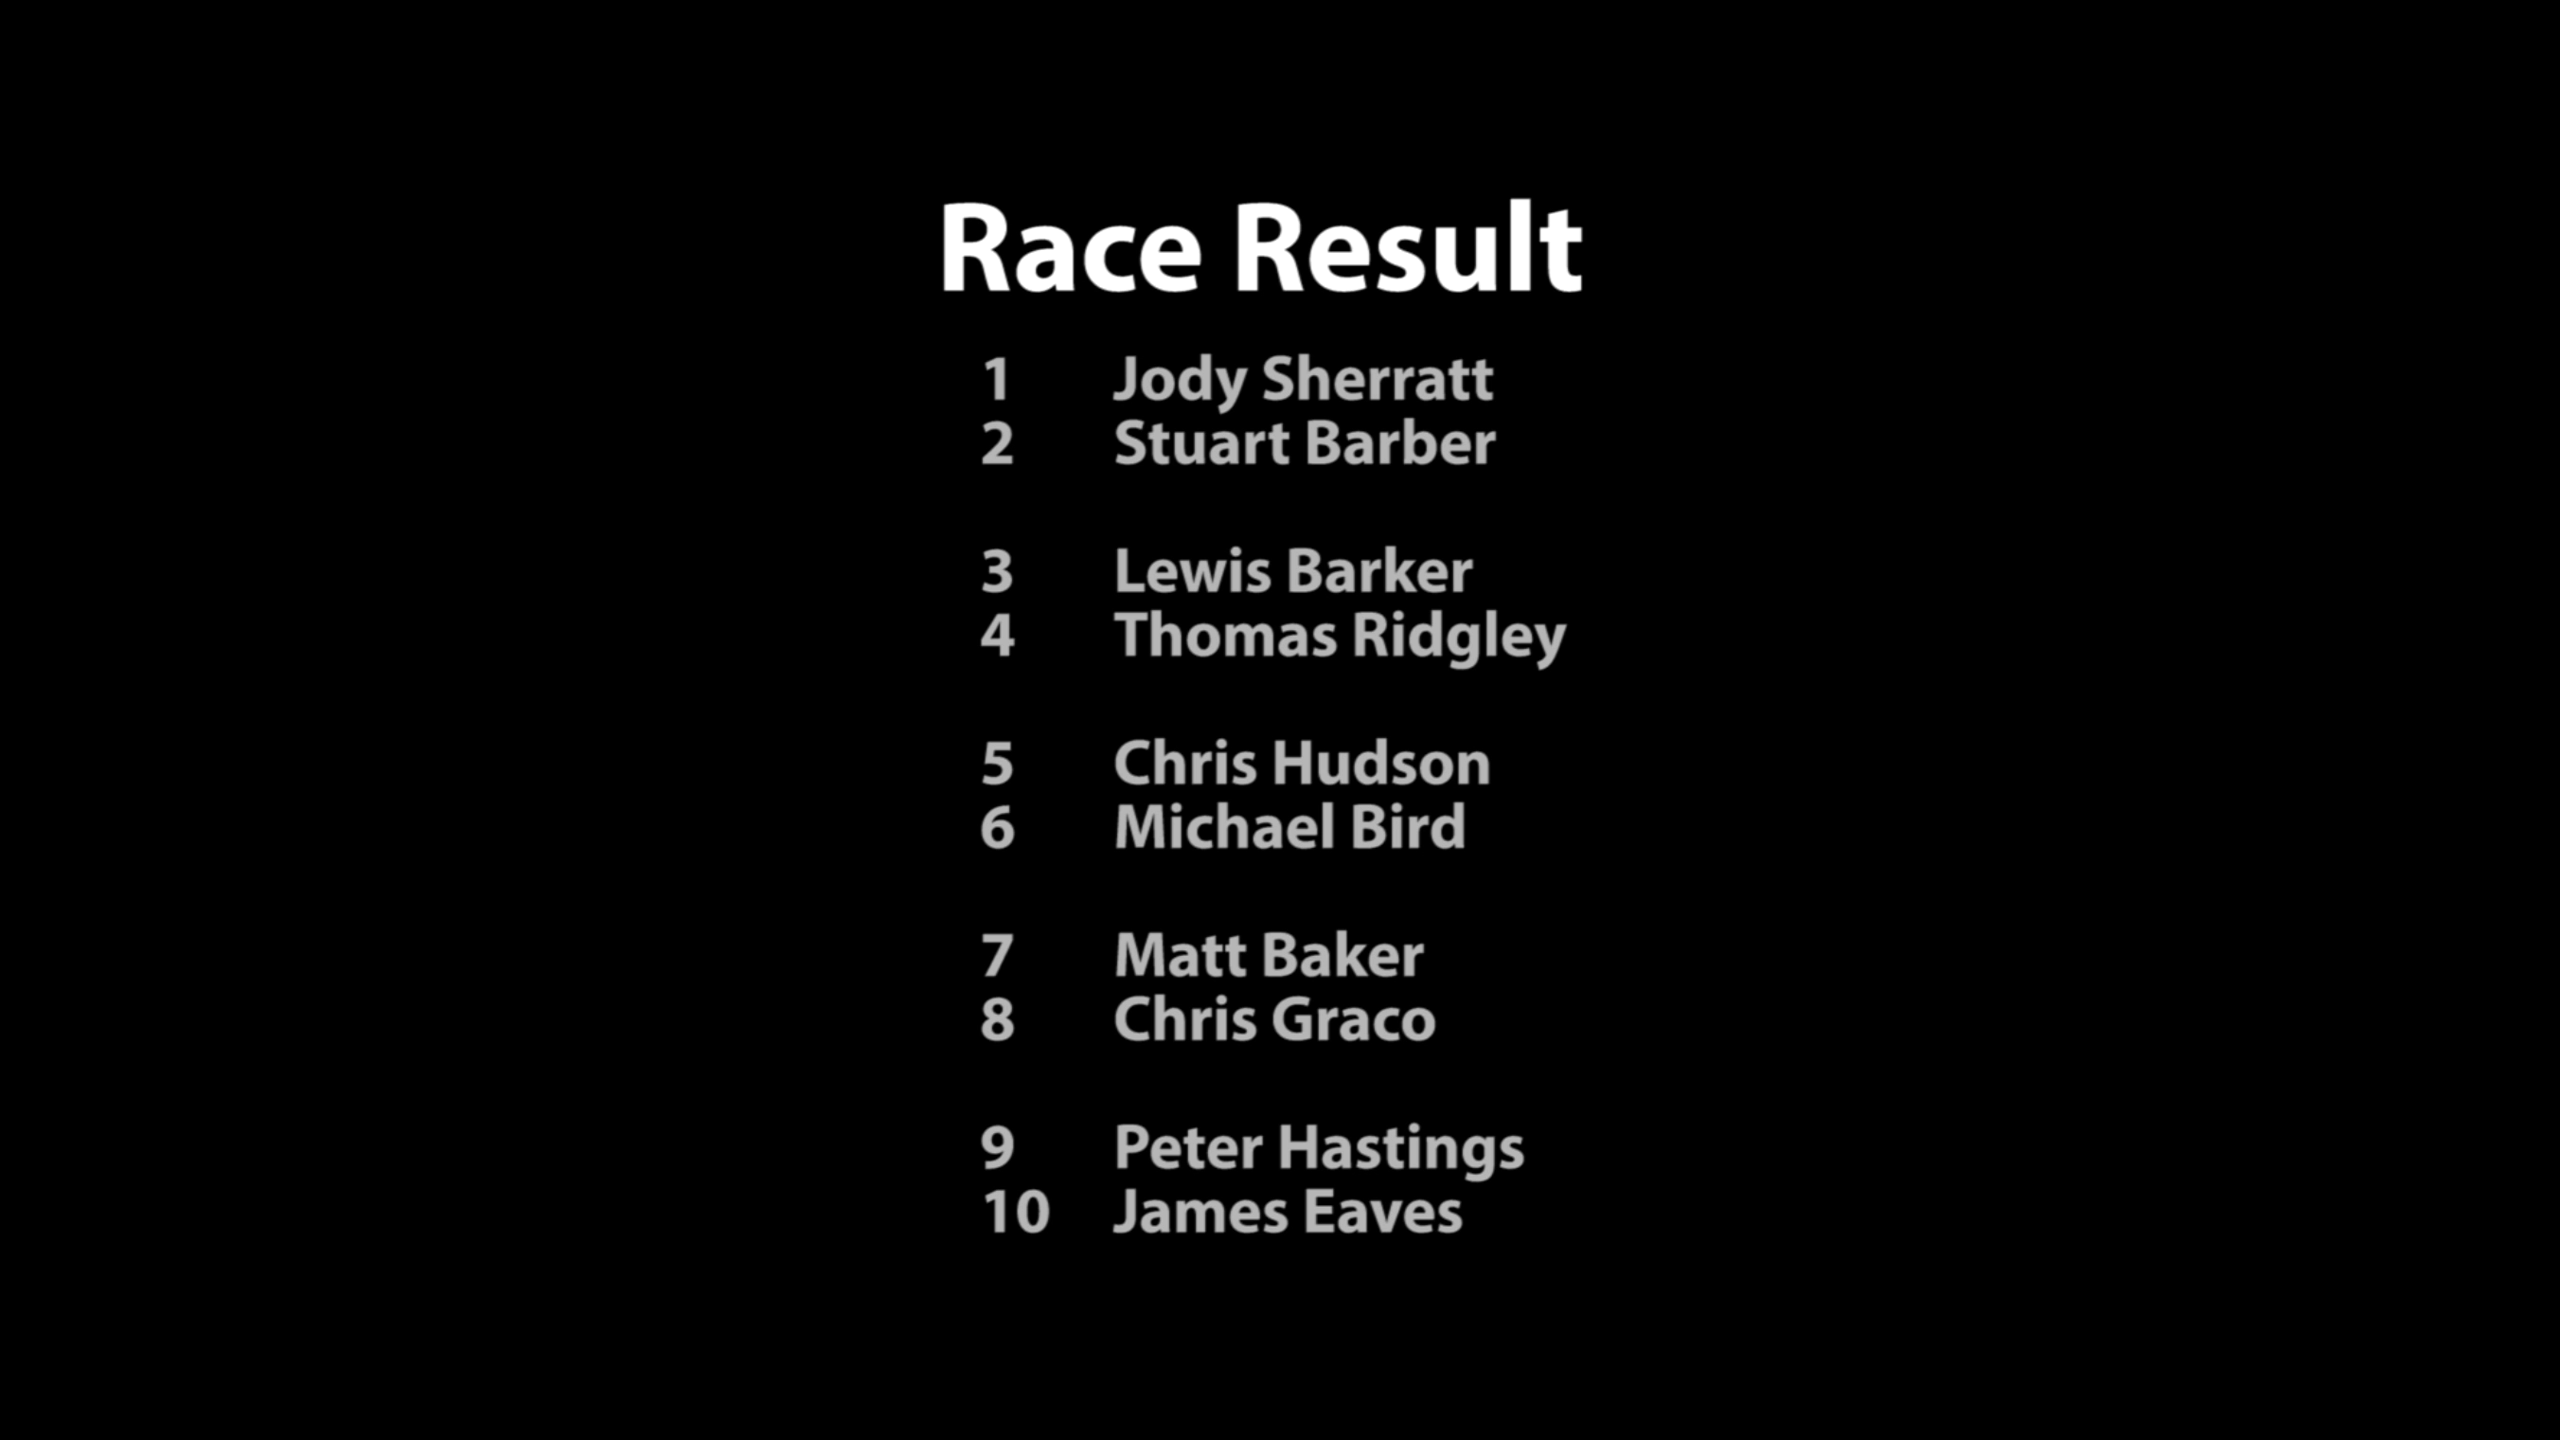 Race Result
1 Jody Sherratt
2 Stuart Barber
3 Lewis Barker
4 Thomas Ridgley
5 Chris Hudson
6 Michael Bird
7 Matt Baker
8 Chris Graco
9 Peter Hastings
10 James Eaves